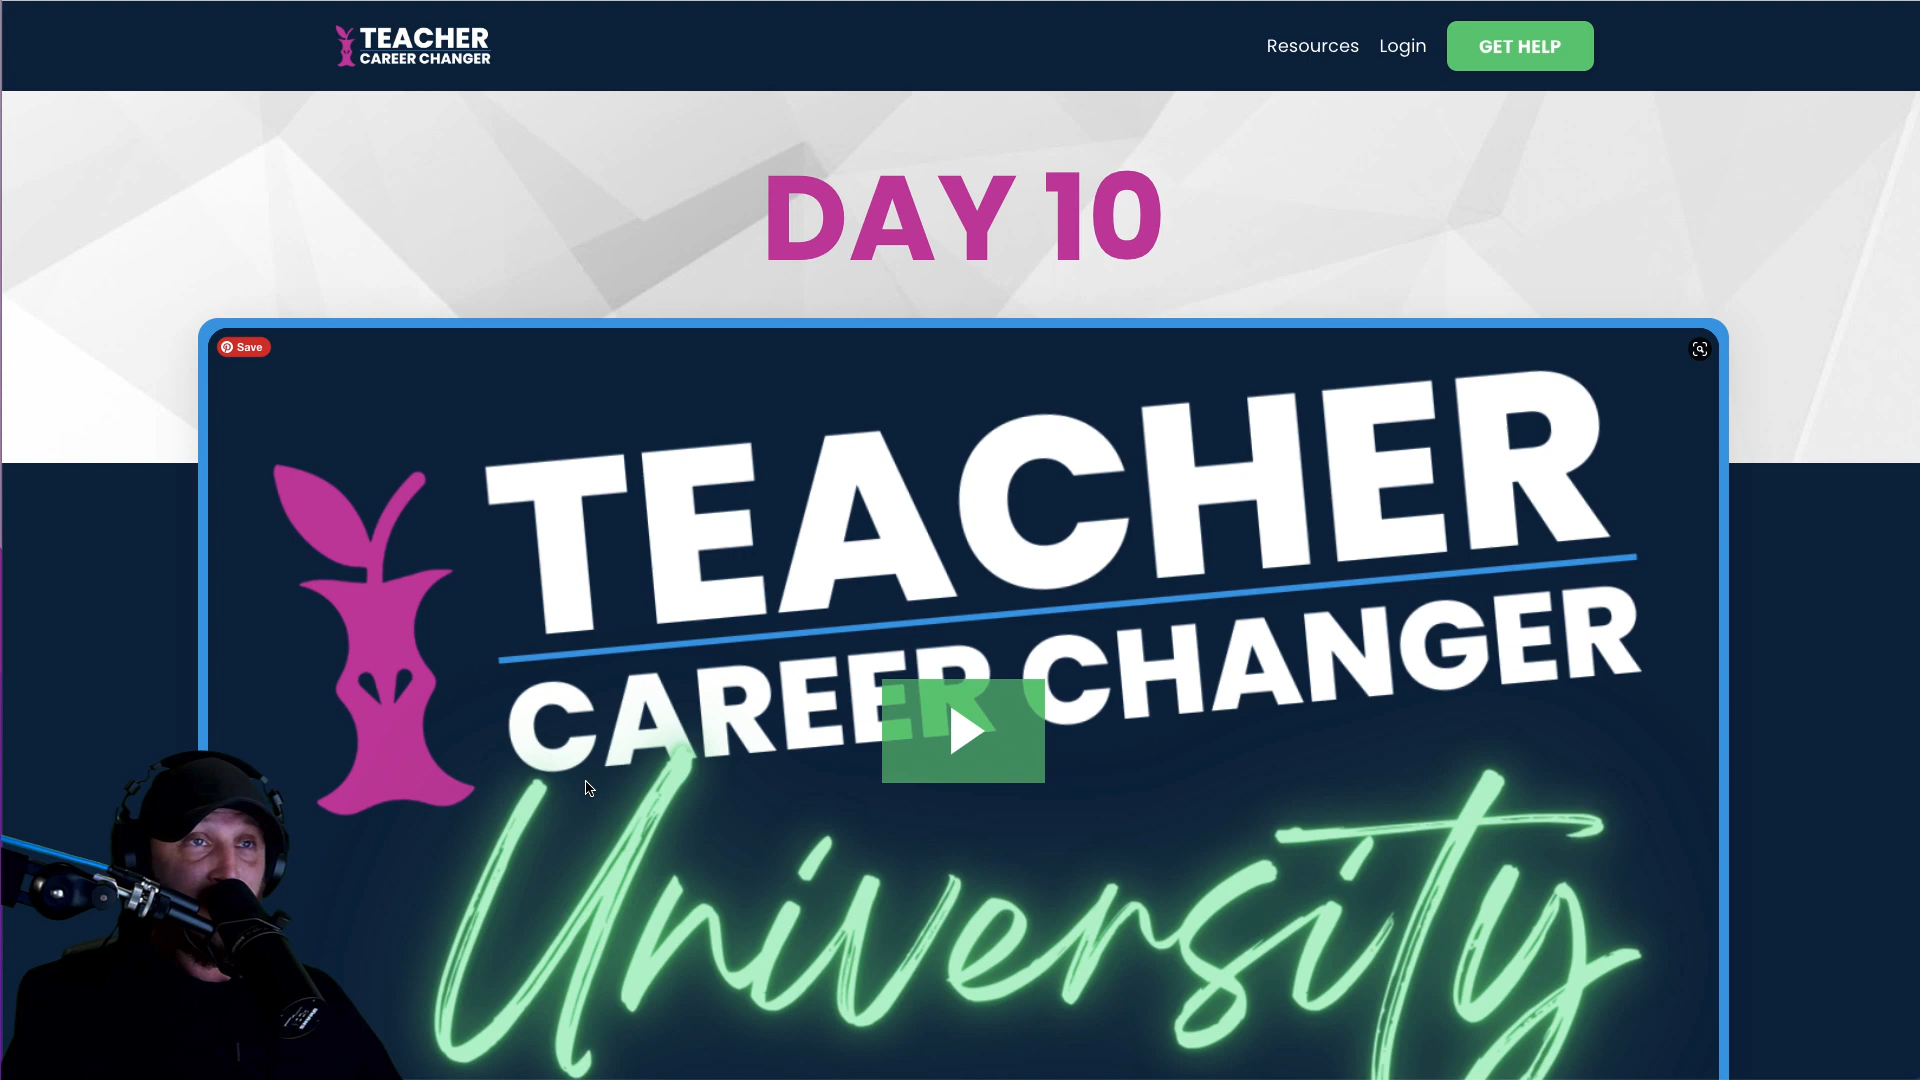 TEACHER
CAREER CHANGER
Resources
Login
GET HELP
DAY 10
Save
TEACHER
CAREER CHANGER
University